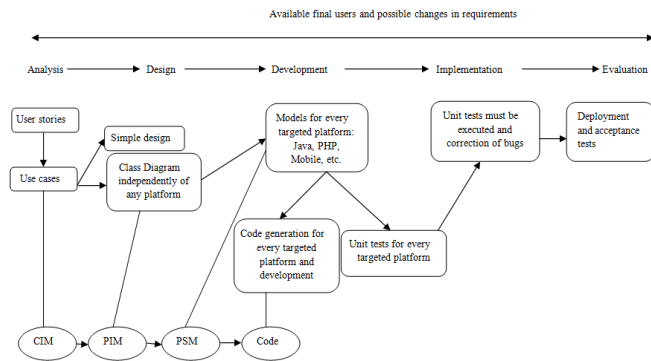 Available final users and possible changes in requirements
Analysis
Design
Development
Implementation
Evaluation
User stories
Use cases
Simple design
Class Diagram
independently of
any platform
Models for every
targeted platform:
Java, PHP,
Mobile, etc.
Code generation for
every targeted
platform and
development
Unit tests for every
targeted platform
Unit tests must be
executed and
correction of bugs
Deployment
and acceptance
tests
CIM
PIM
PSM
Code